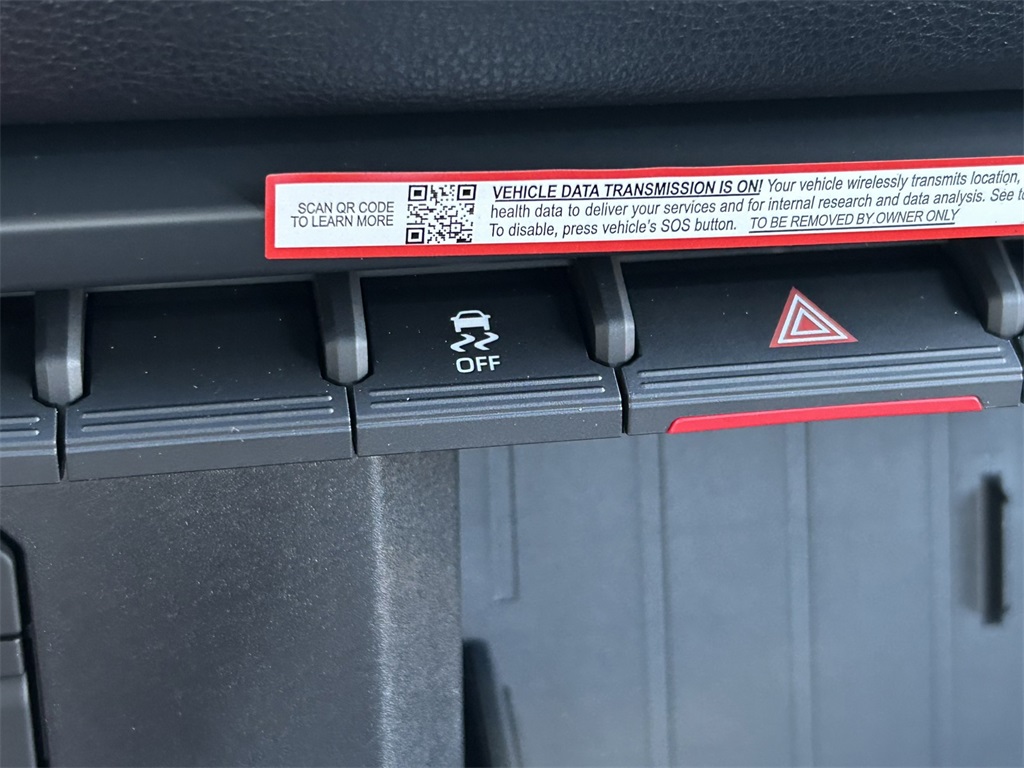 SCAN QR CODE
TO LEARN MORE
VEHICLE DATA TRANSMISSION IS ON! Your vehicle wirelessly transmits location,
health data to deliver your services and for internal research and data analysis. See
To disable, press vehicle's SOS button. TO BE REMOVED BY OWNER ONLY
OFF